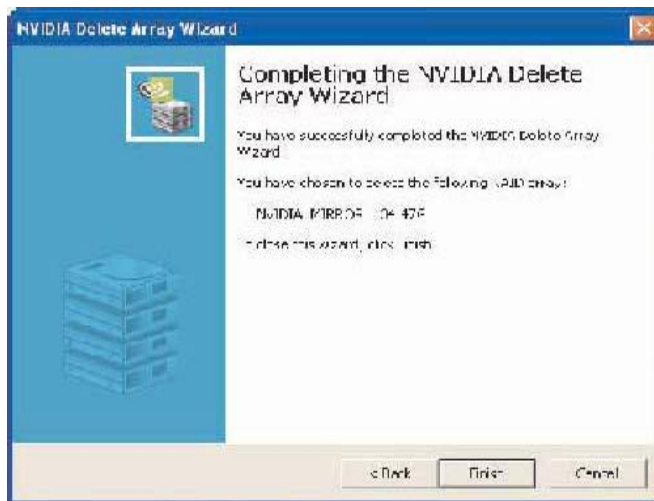 NVIDIA Delete Array Wizard
Completing the NVIDIA Delete
Array Wizard
You have successfully completed the NVIDIA Delete Array
Wizard
You have chosen to delete the following RAID array:
NVIDIA MIRROR
To close this wizard, click Finish
< Back
Finish
Cancel